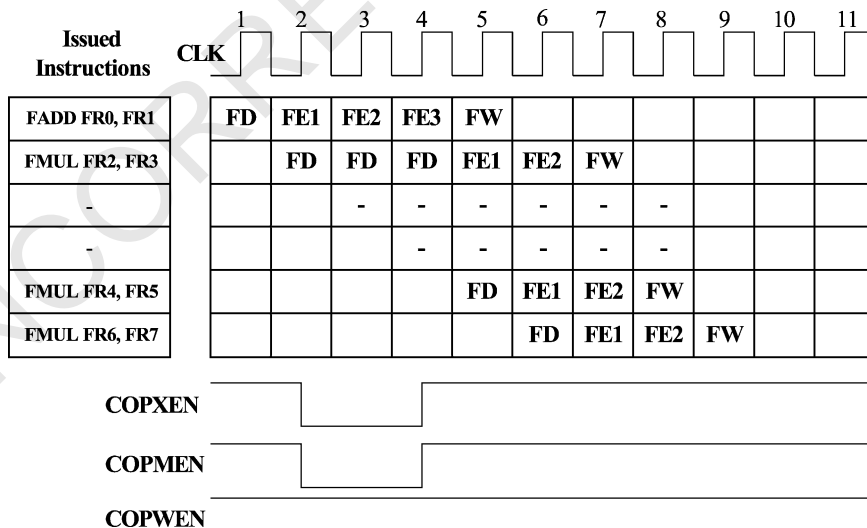 1 2 3 4 5 6 7 8 9 10 11
Issued
Instructions
CLK
FADD FR0, FR1 FD FE1 FE2 FE3 FW
FMUL FR2, FR3 FD FD FD FE1 FE2 FW
- - - - - - -
- - - - - -
FMUL FR4, FR5 FD FE1 FE2 FW
FMUL FR6, FR7 FD FE1 FE2 FW
COPXEN
COPMEN
COPWEN
NCORRE